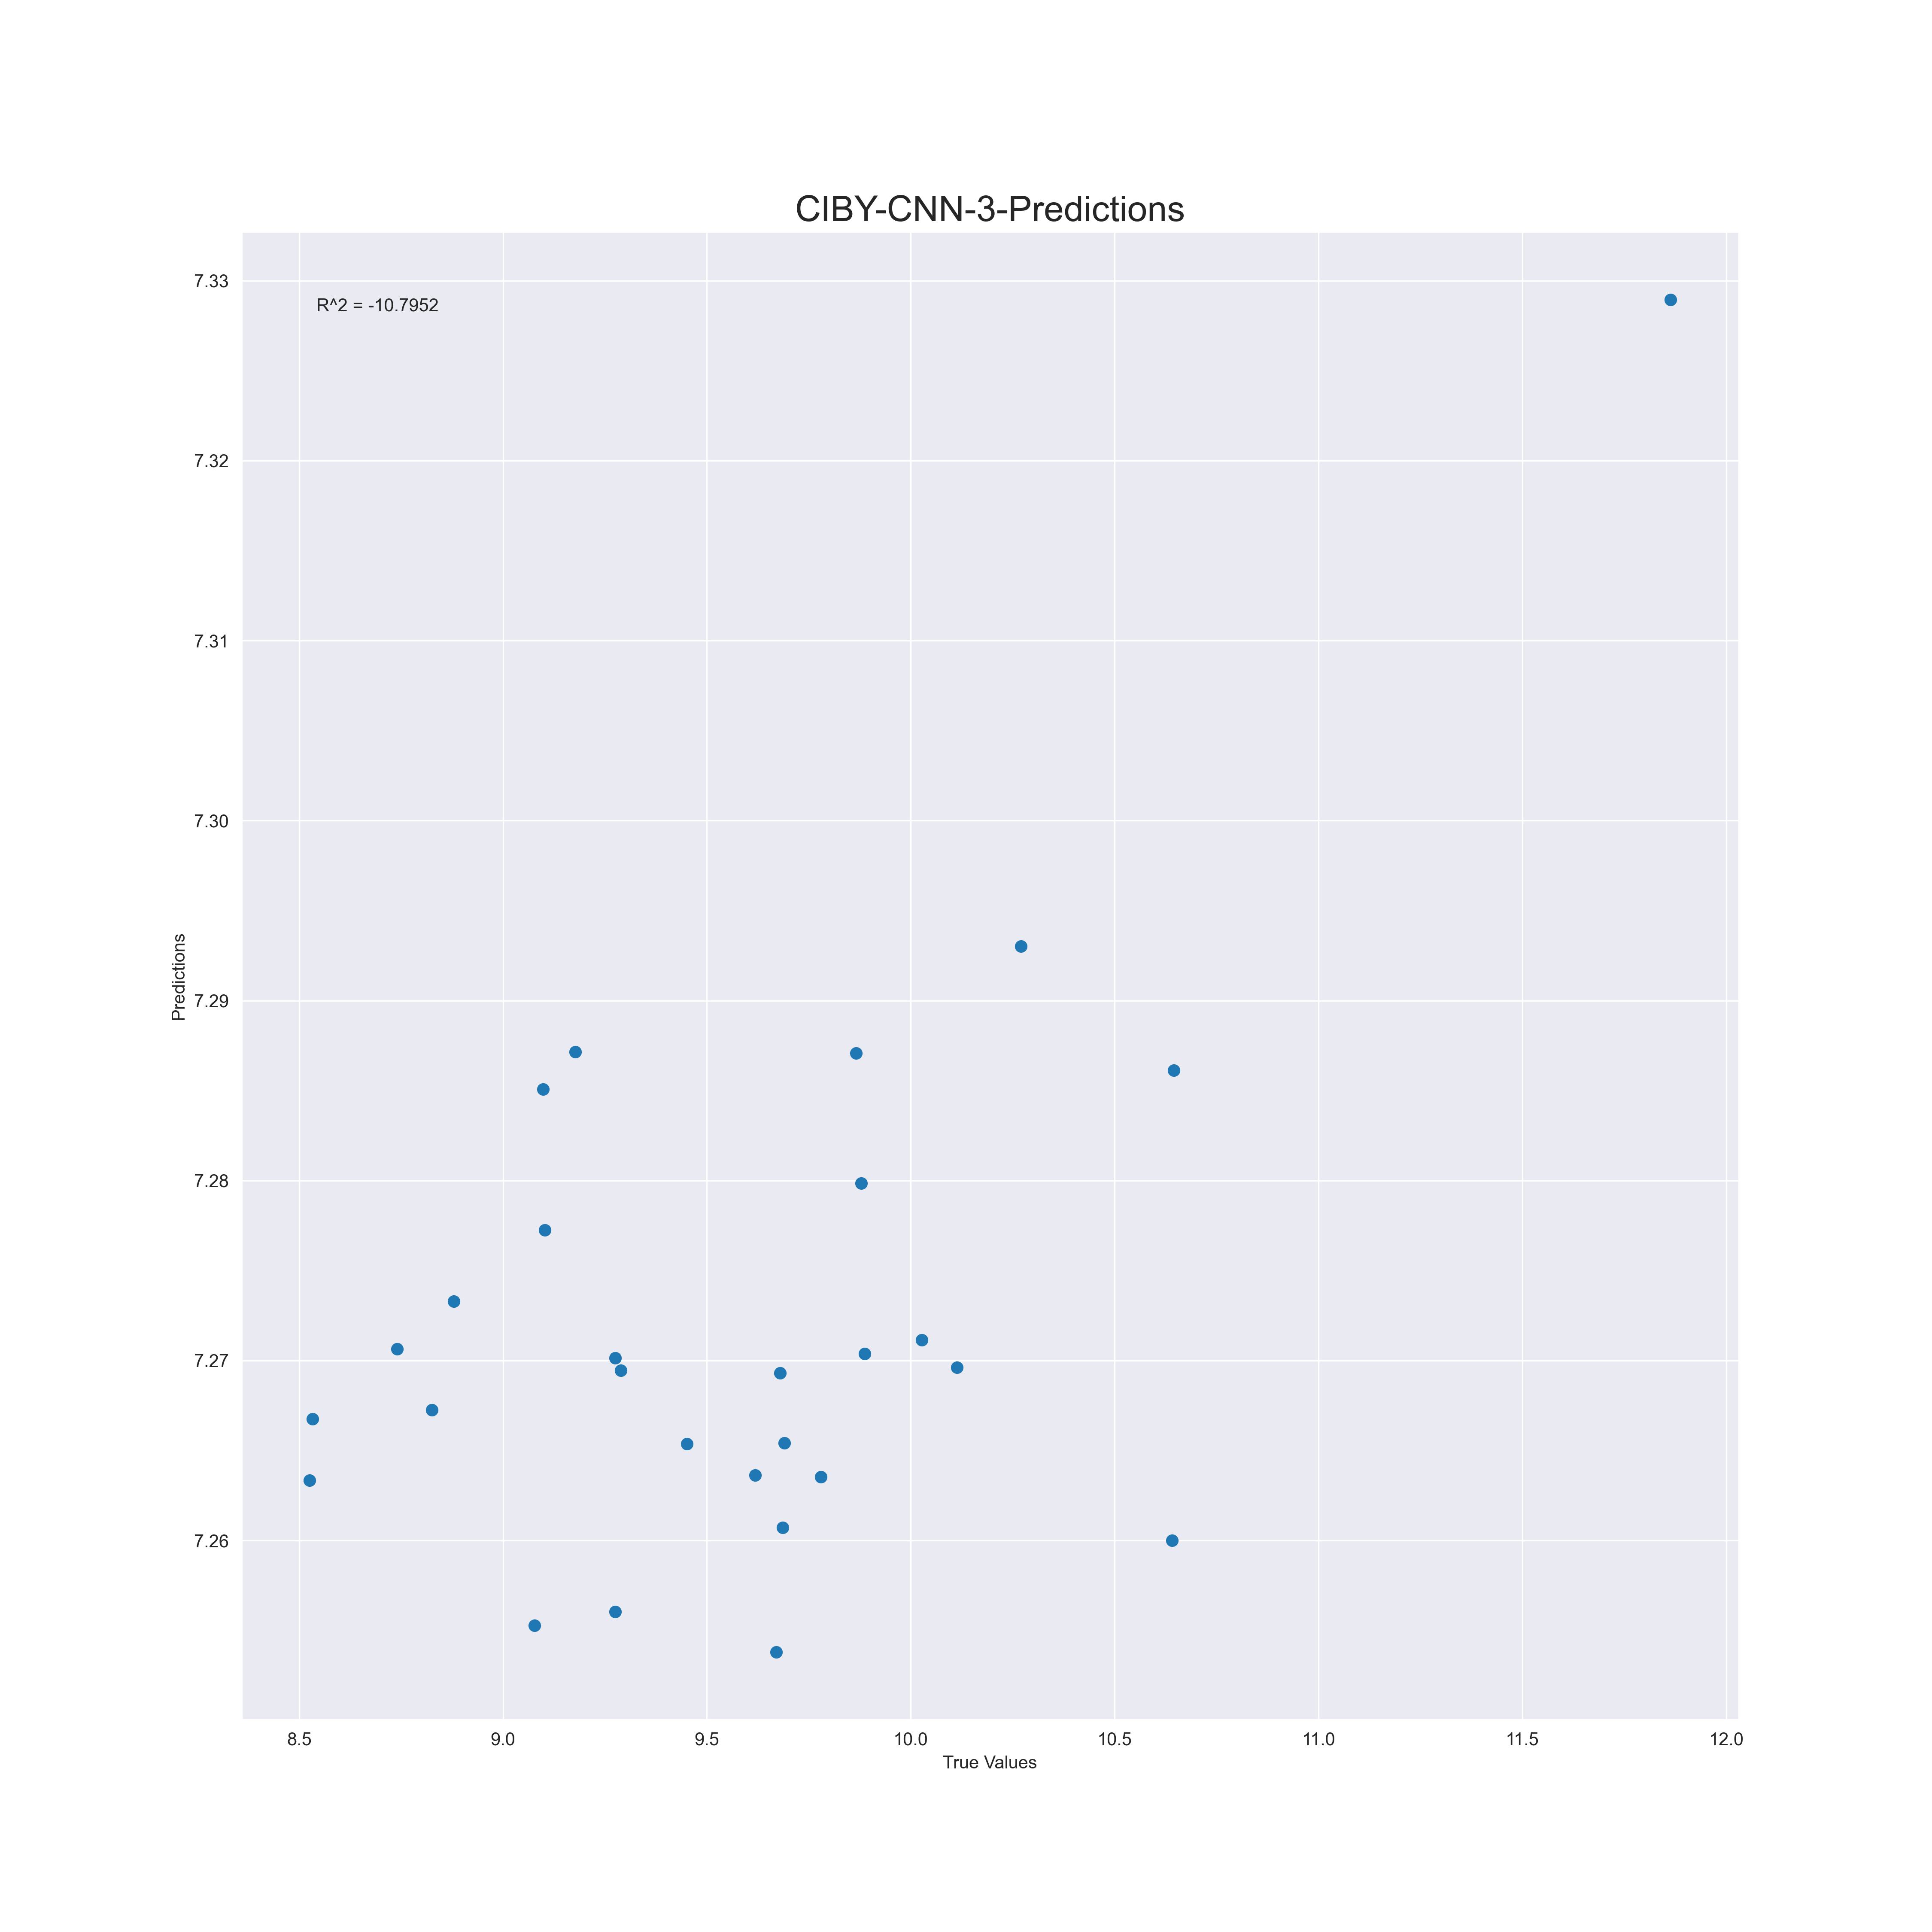 CIBY-CNN-3-Predictions
R^2 = -10.7952
7.33
7.32
7.31
7.30
7.29
7.28
7.27
7.26
Predictions
8.5 9.0 9.5 10.0 10.5 11.0 11.5 12.0
True Values